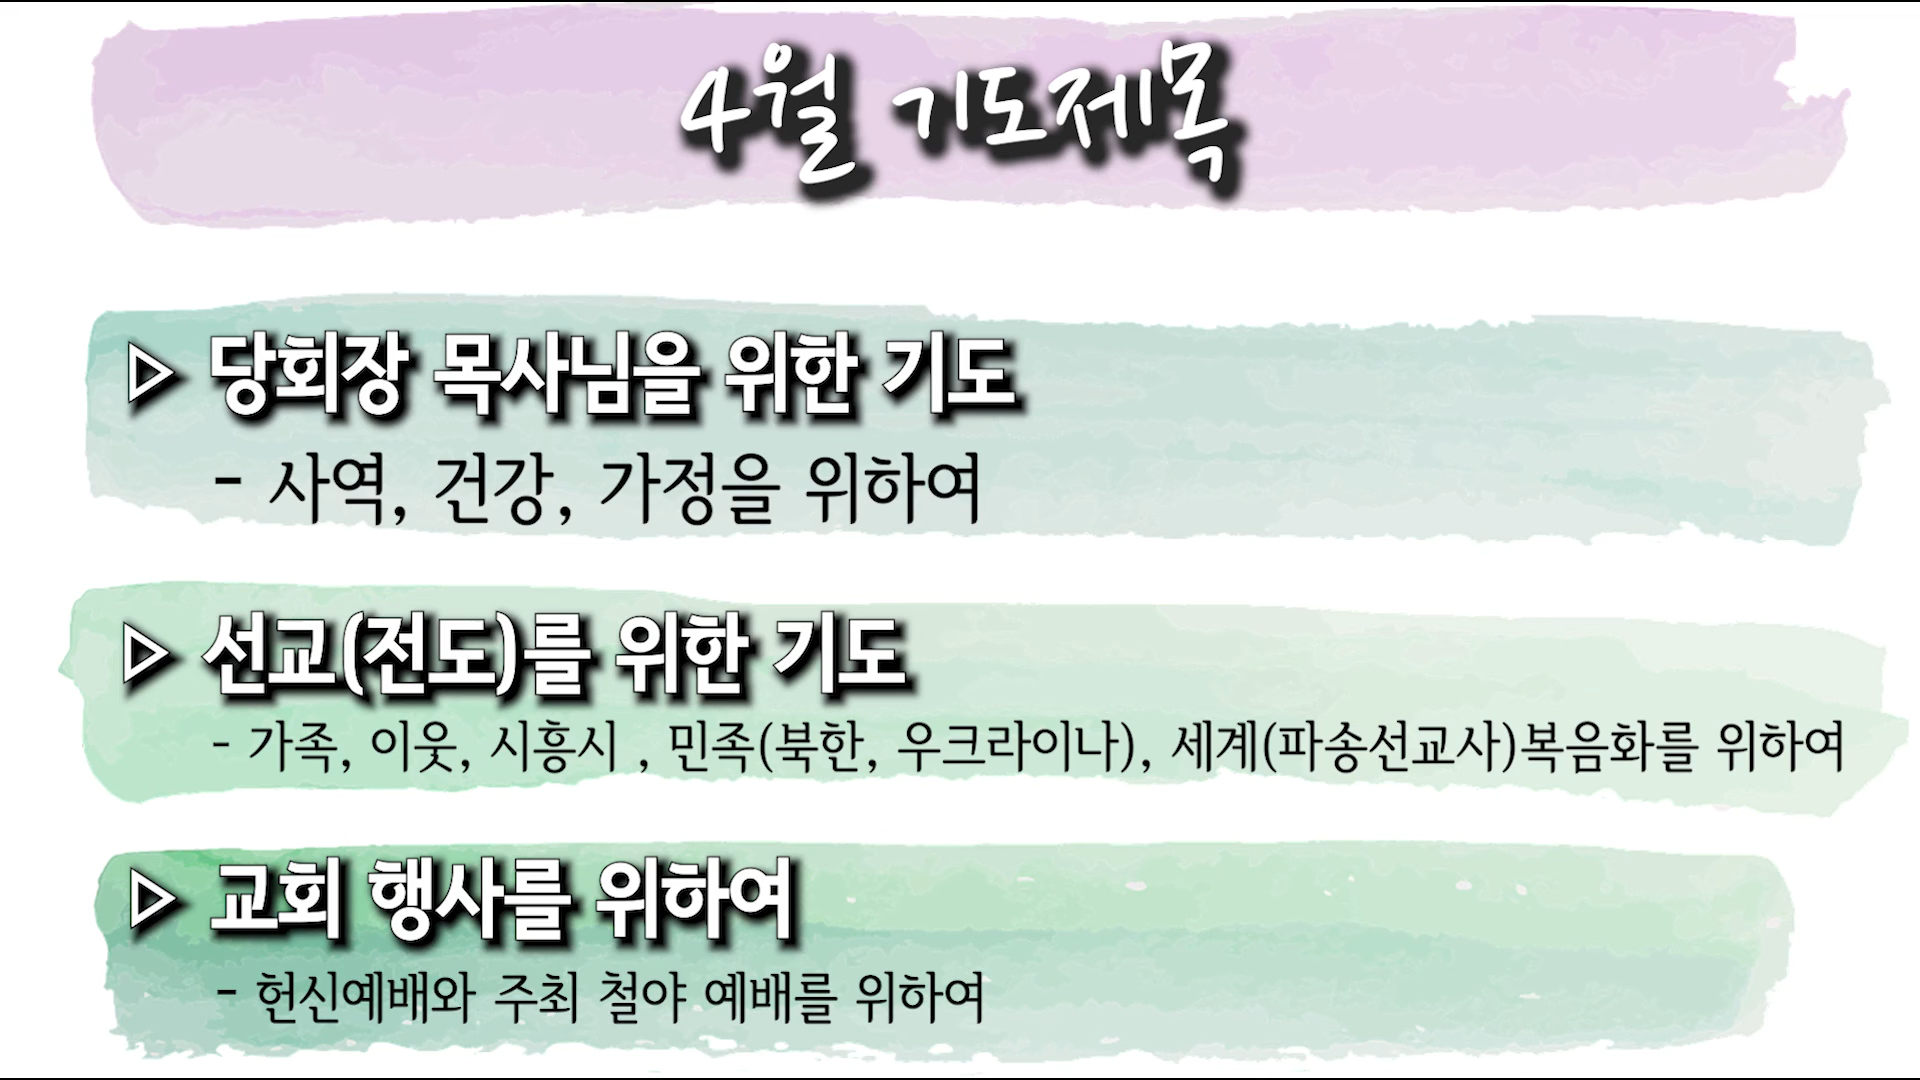 4월 기도제목
▷ 당회장 목사님을 위한 기도
- 사역, 건강, 가정을 위하여
▷ 선교(전도)를 위한 기도
- 가족, 이웃, 시흥시 , 민족(북한, 우크라이나), 세계(파송선교사)복음화를 위하여
▷ 교회 행사를 위하여
- 헌신예배와 주최 철야 예배를 위하여